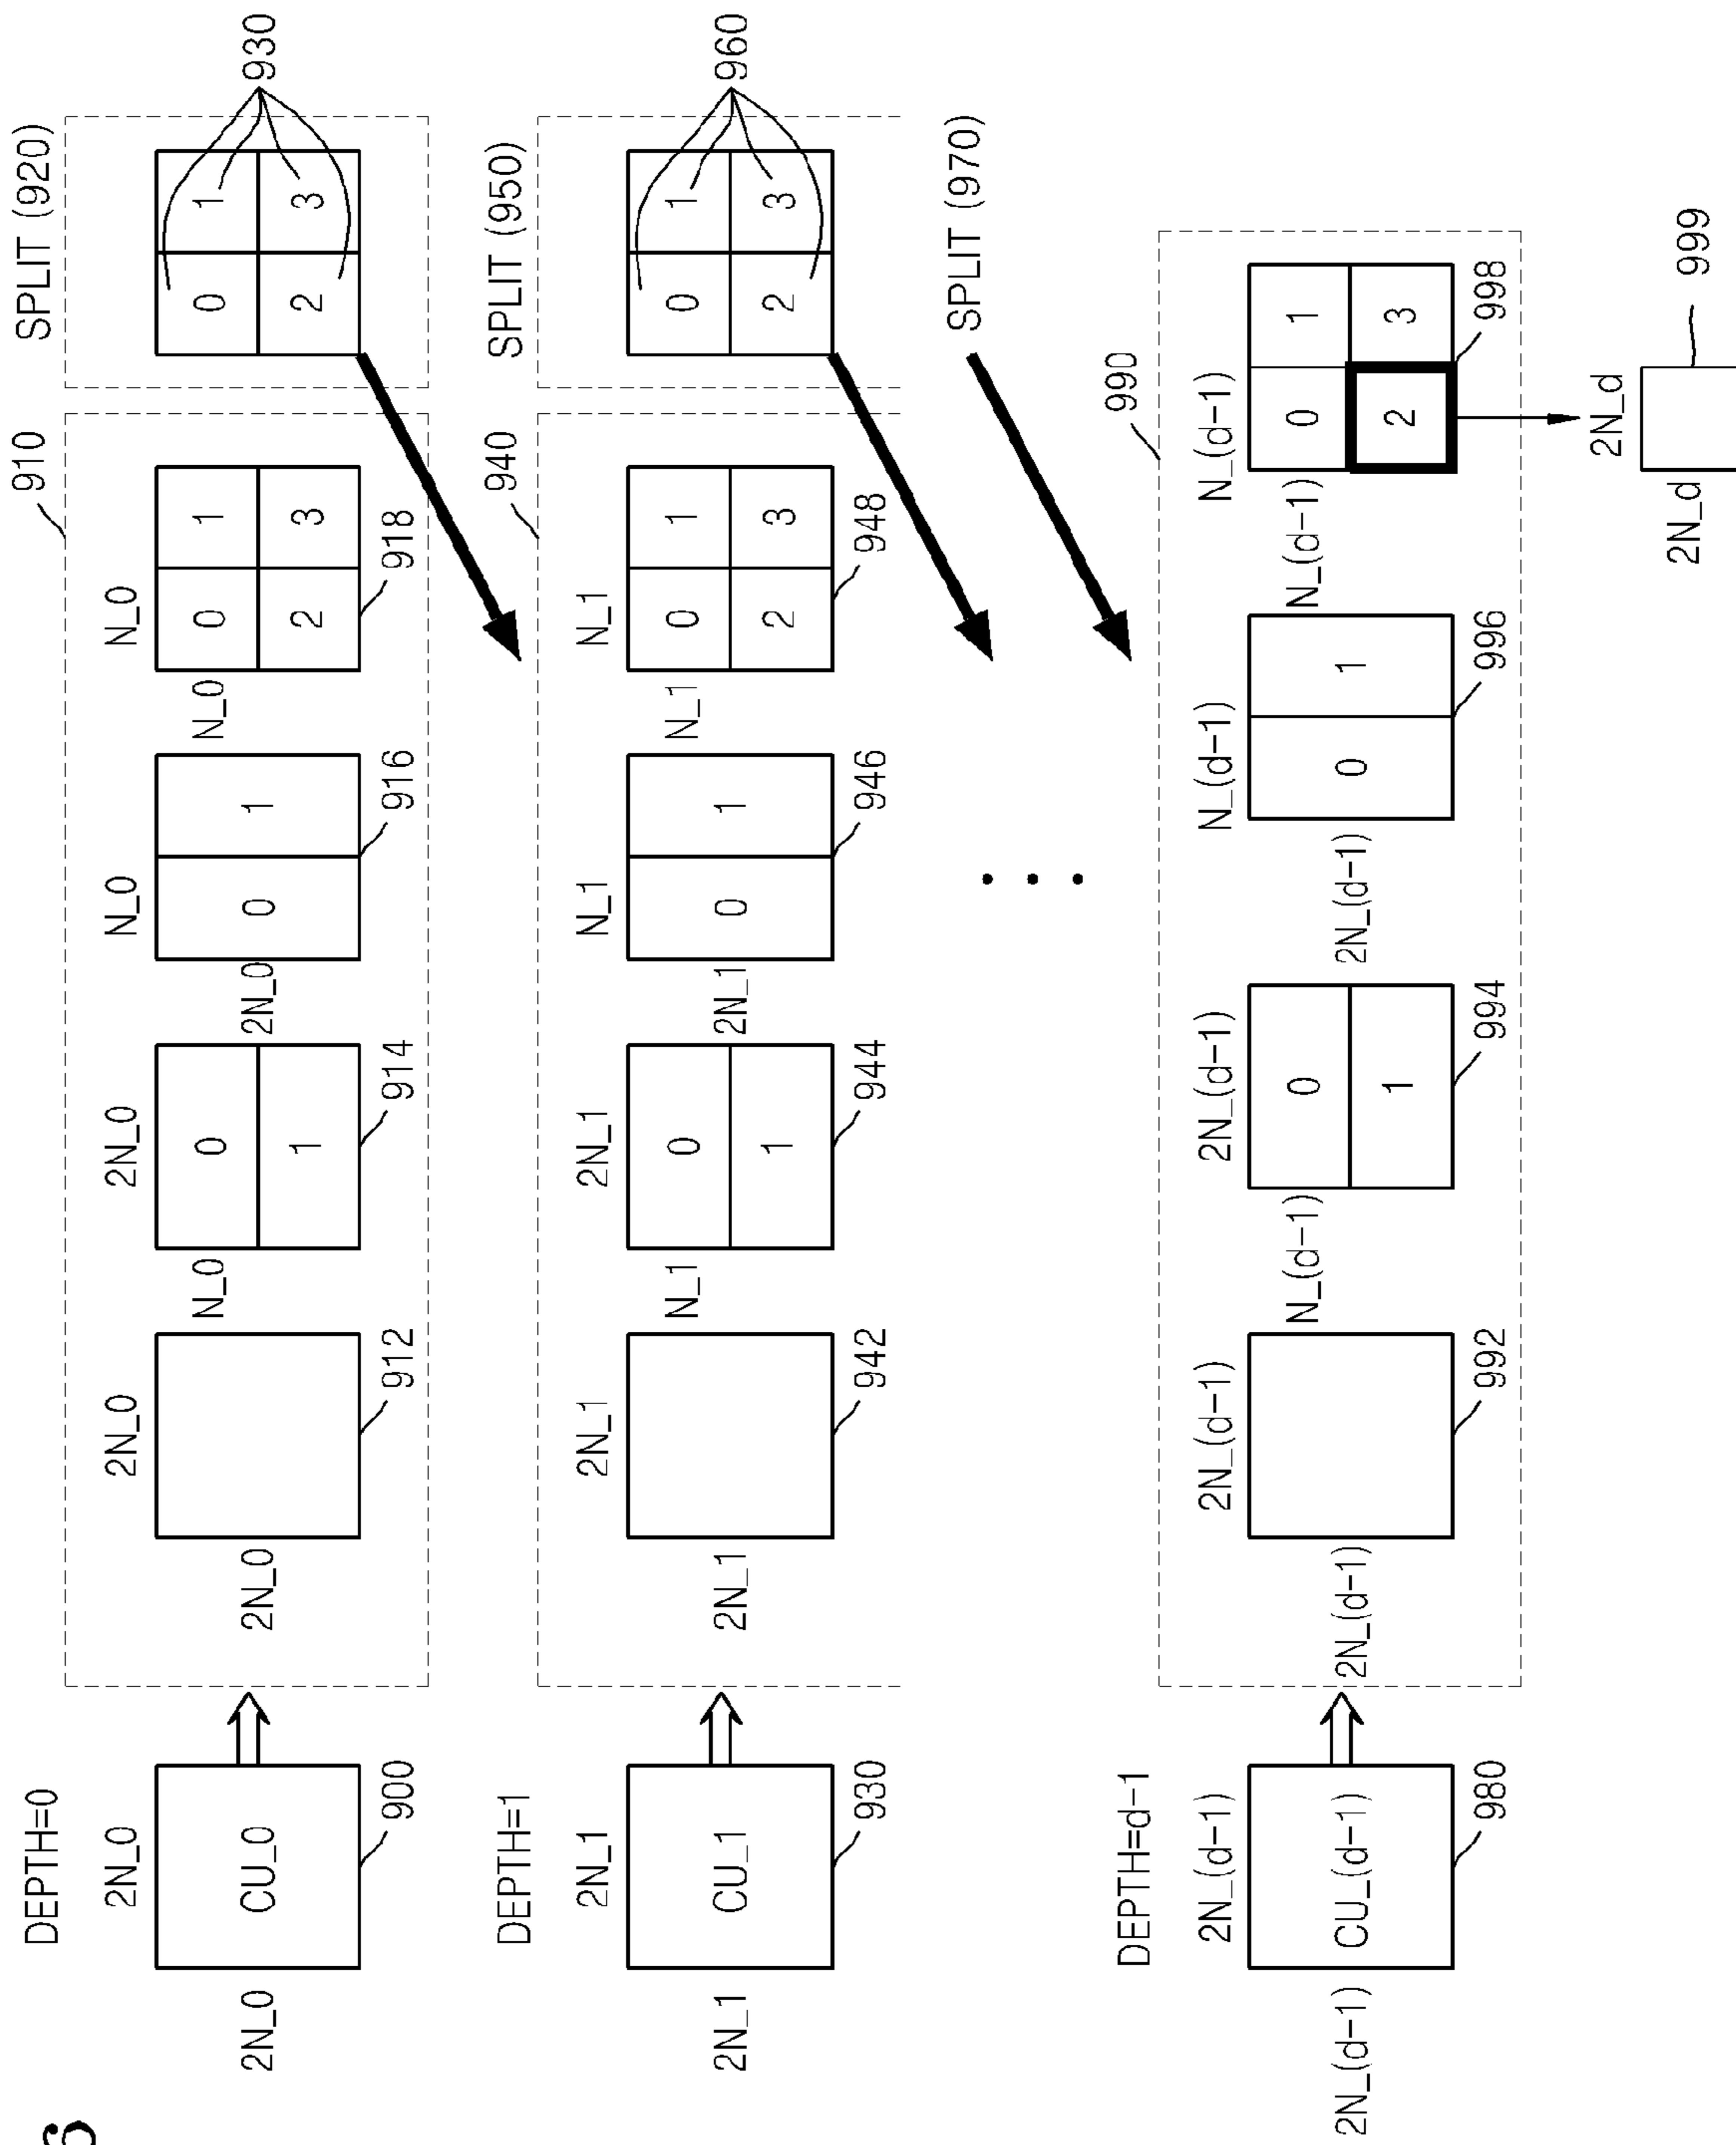 6
DEPTH=0
2N_0
2N_0
CU_0
900
910
2N_0
2N_0
912
2N_0
N_0
0
1
914
N_0
2N_0
0 1
916
N_0
N_0
0 1
2 3
918
SPLIT (920)
0 1
2 3
930
DEPTH=1
2N_1
2N_1
CU_1
930
940
2N_1
2N_1
942
2N_1
N_1
0
1
944
N_1
2N_1
0 1
946
N_1
N_1
0 1
2 3
948
SPLIT (950)
0 1
2 3
960
SPLIT (970)
DEPTH=d-1
2N_(d-1)
2N_(d-1)
CU_(d-1)
980
990
2N_(d-1)
2N_(d-1)
992
2N_(d-1)
N_(d-1)
0
1
994
N_(d-1)
2N_(d-1)
0 1
996
N_(d-1)
N_(d-1)
0 1
2 3
998
2N_d
2N_d
999